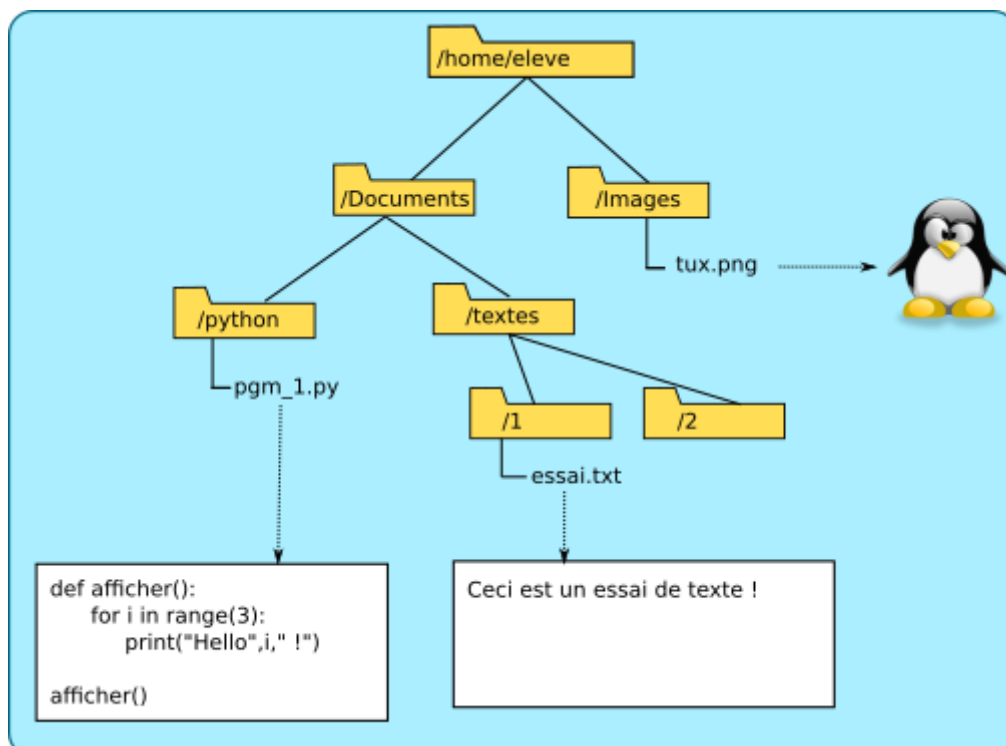 /home/eleve
/Documents
/Images
tux.png
/python
/textes
pgm_1.py
/1
/2
essai.txt
def afficher():
for i in range(3):
print("Hello",i," !")
afficher()
Ceci est un essai de texte !